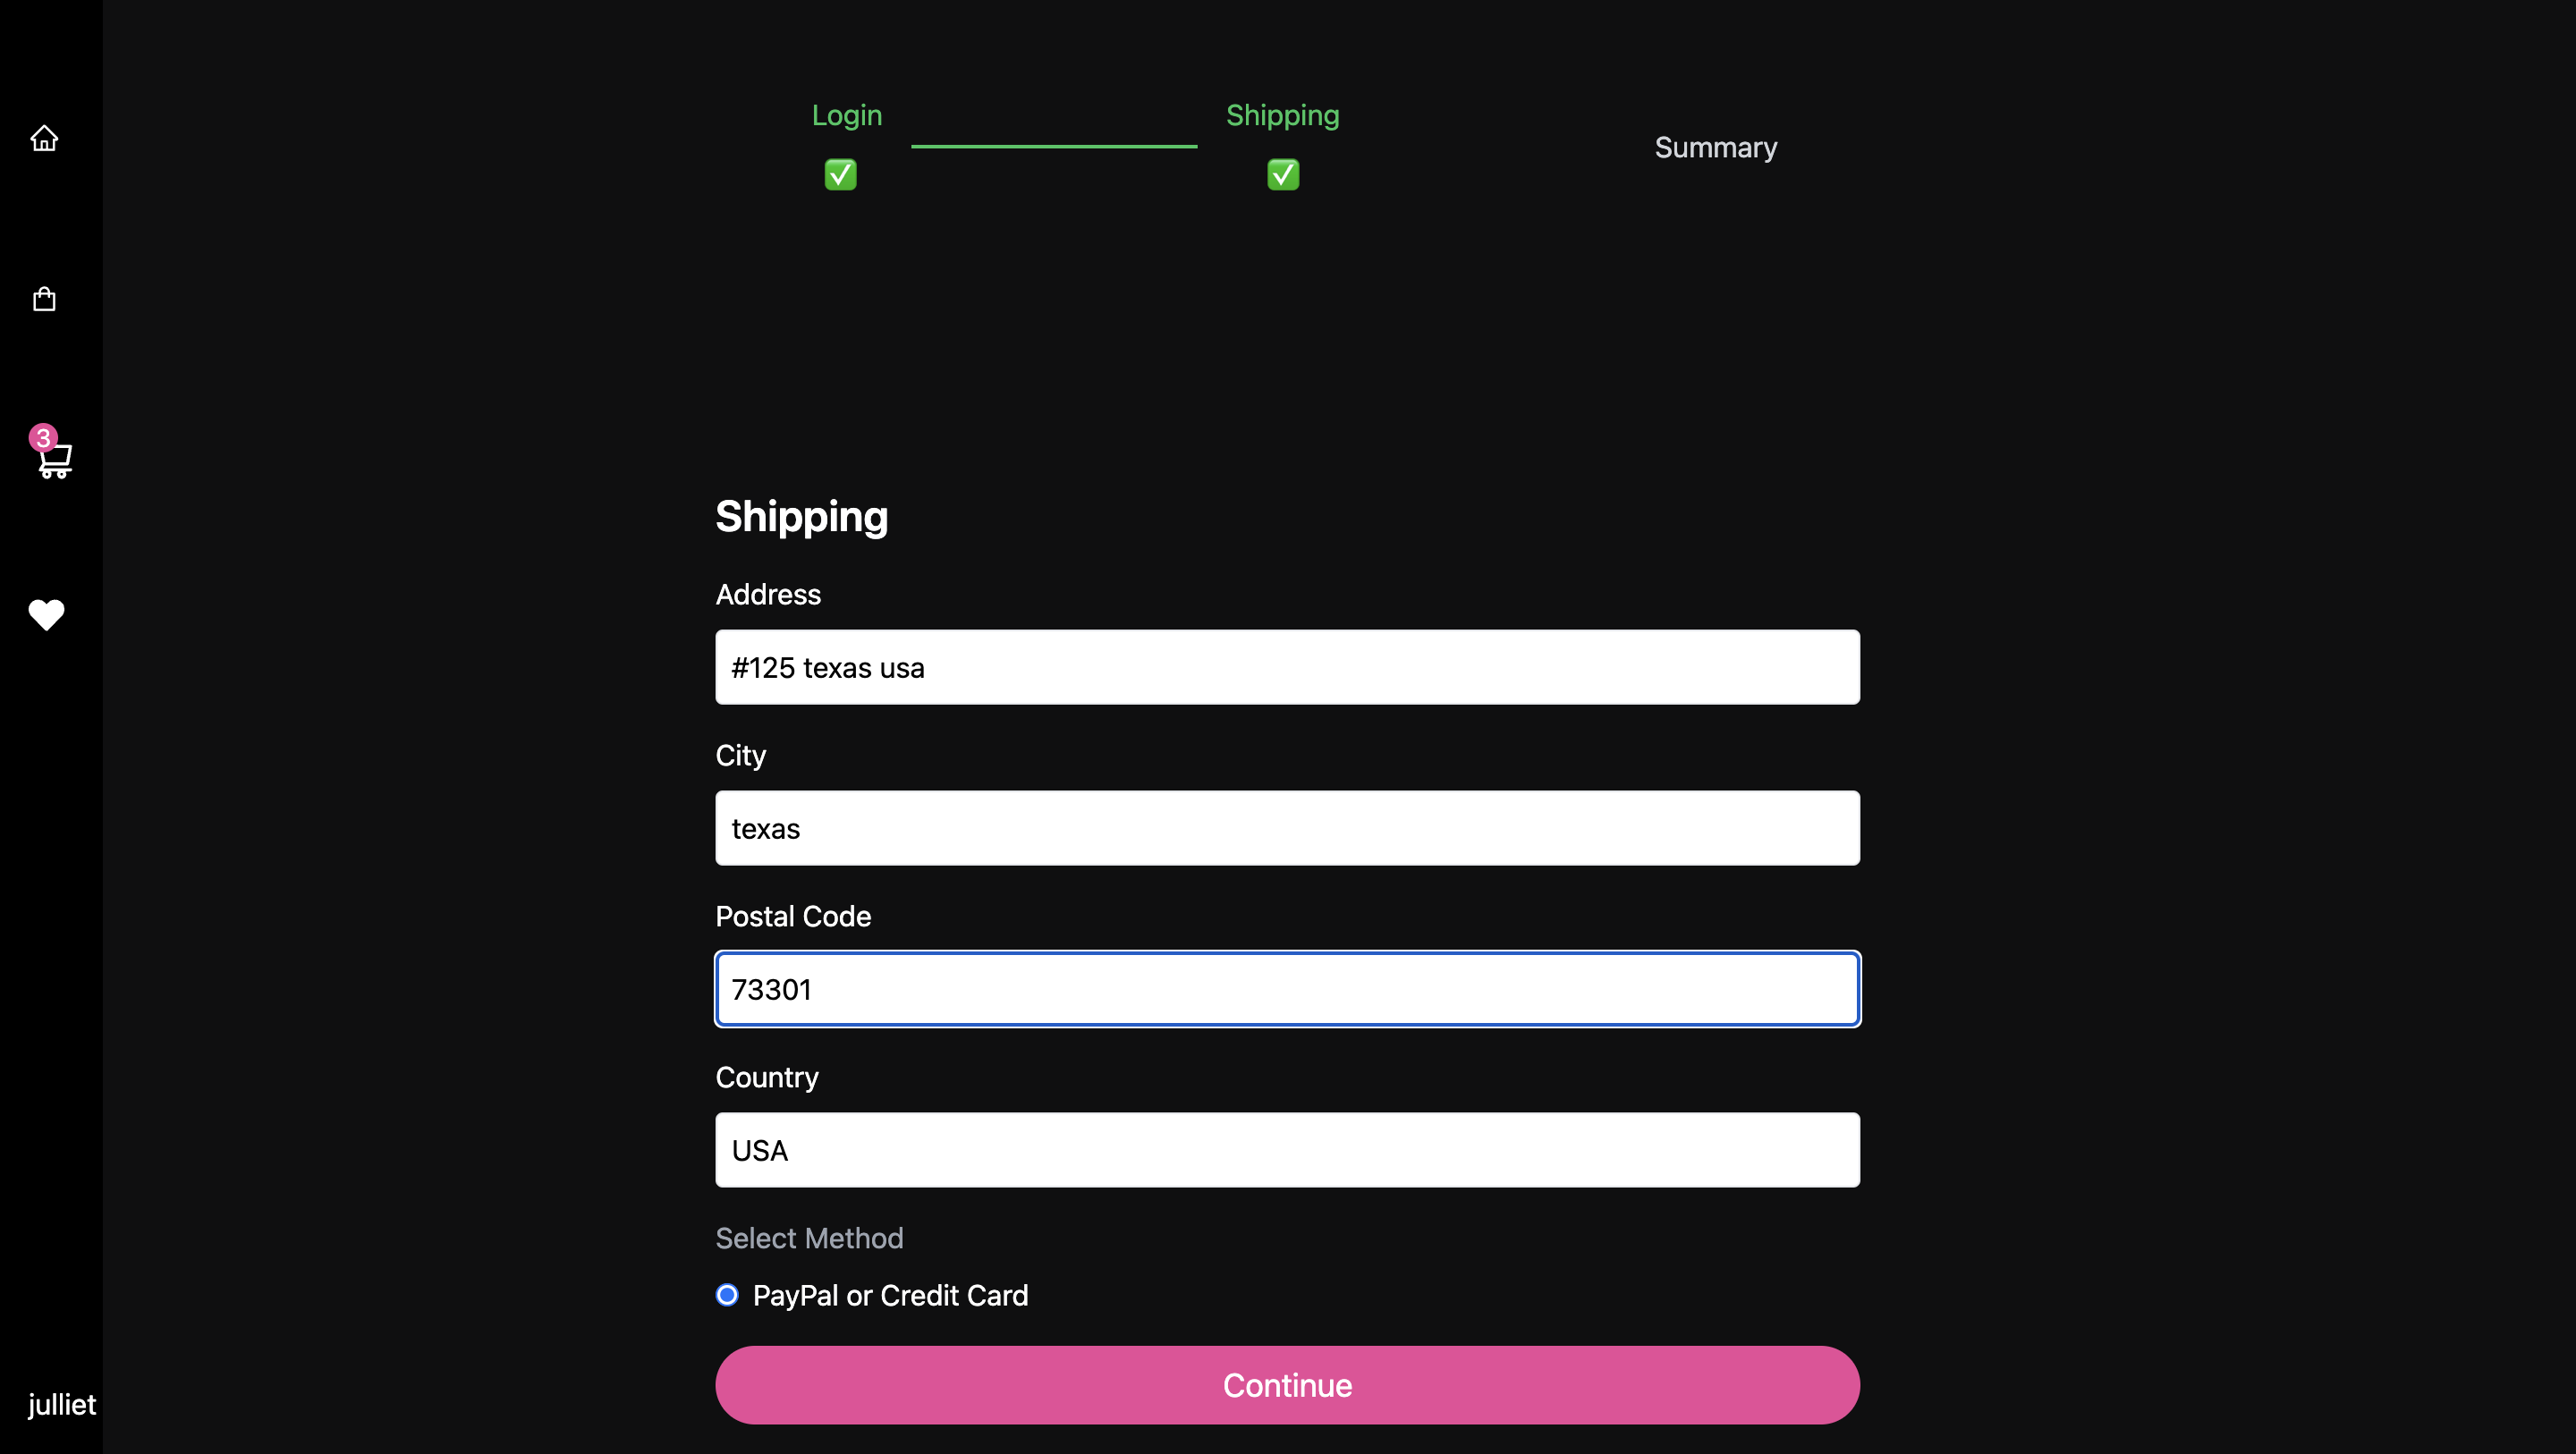 Login
Shipping
Summary
3
Shipping
Address
#125 texas usa
City
texas
Postal Code
73301
Country
USA
Select Method
PayPal or Credit Card
Continue
julliet